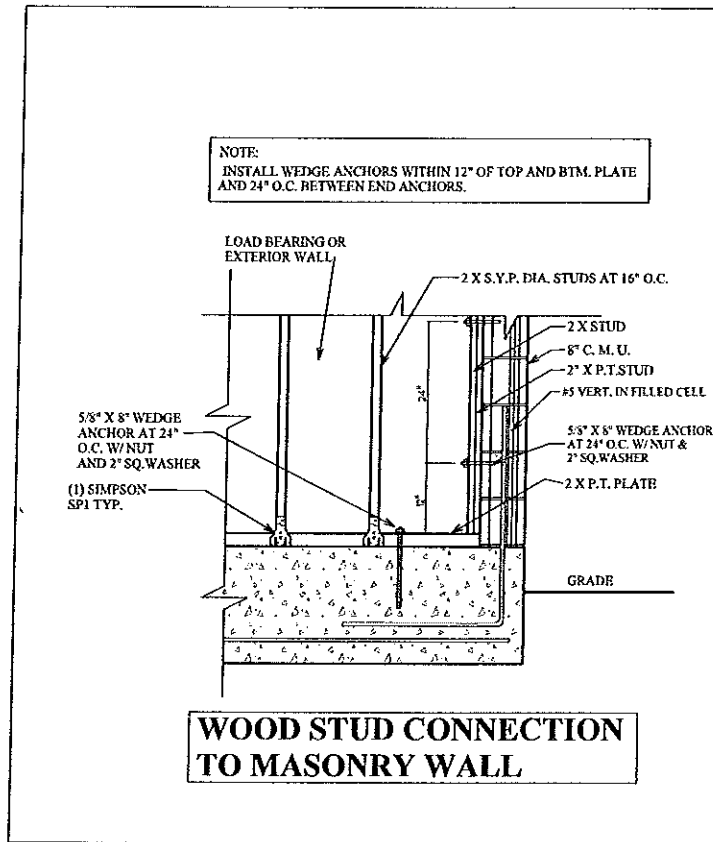 NOTE:
INSTALL WEDGE ANCHORS WITHIN 12" OF TOP AND BTM. PLATE
AND 24" O.C. BETWEEN END ANCHORS.
LOAD BEARING OR
EXTERIOR WALL
2 X S.Y.P. DIA. STUDS AT 16" O.C.
2 X STUD
8" C. M. U.
2" X P.T.STUD
#5 VERT. IN FILLED CELL
24"
5/8" X 8" WEDGE
ANCHOR AT 24"
O.C. W/ NUT
AND 2" SQ.WASHER
5/8" X 8" WEDGE ANCHOR
AT 24" O.C. W/NUT &
2" SQ.WASHER
12"
2 X P.T. PLATE
(1) SIMPSON
SP1 TYP.
GRADE
WOOD STUD CONNECTION
TO MASONRY WALL